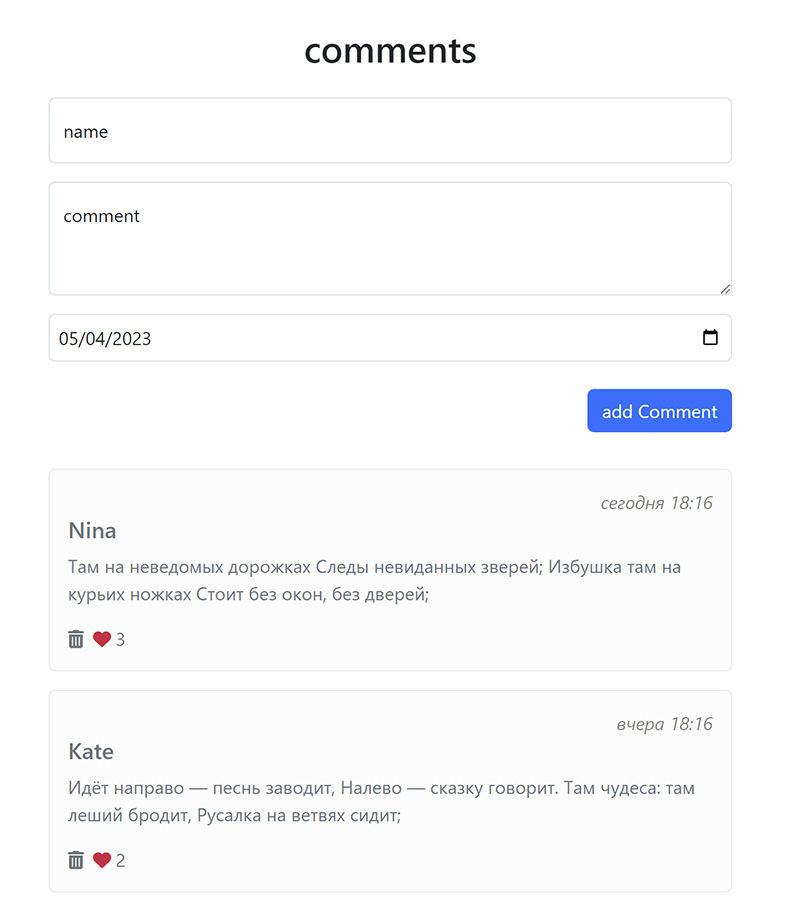 comments
name
comment
05/04/2023
add Comment
сегодня 18:16
Nina
Там на неведомых дорожках Следы невиданных зверей; Избушка там на
курьих ножках Стоит без окон, без дверей;
3
вчера 18:16
Kate
Идёт направо — песнь заводит, Налево — сказку говорит. Там чудеса: там
леший бродит, Русалка на ветвях сидит;
2